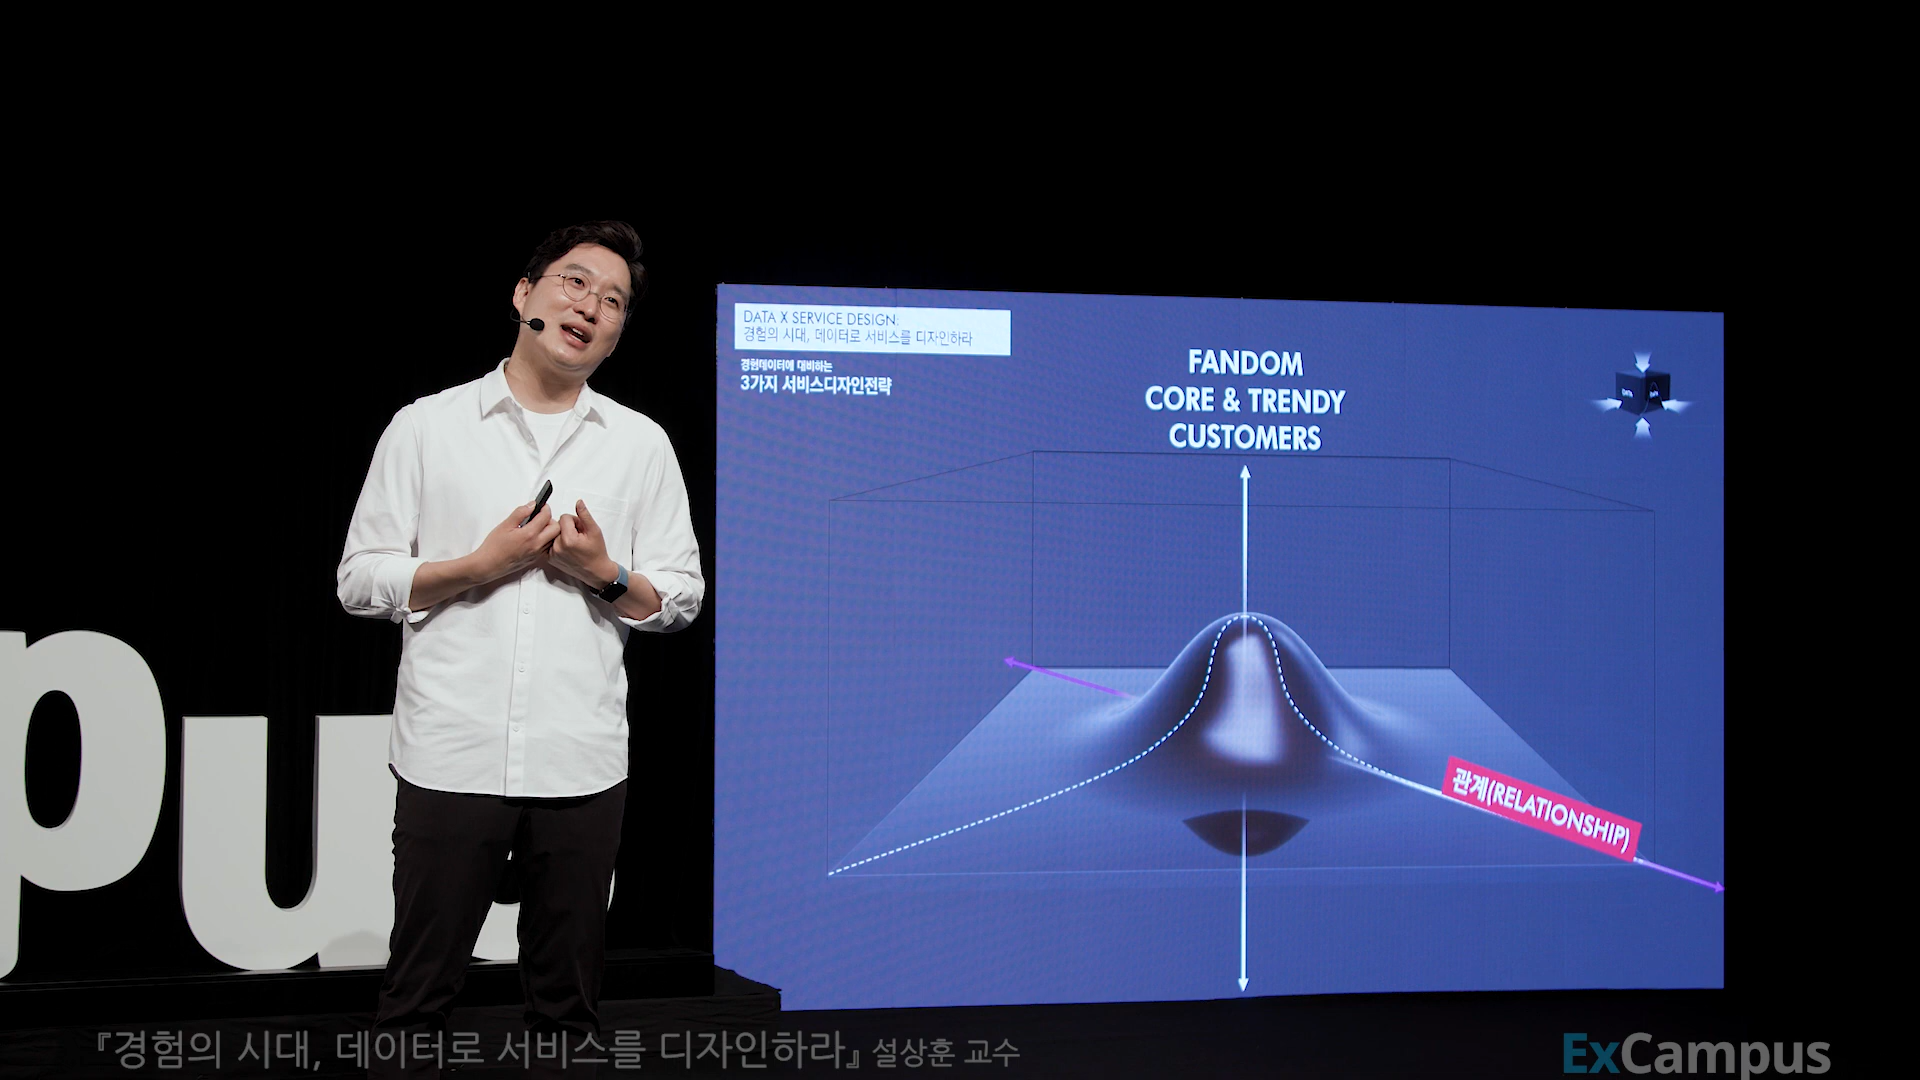 DATA X SERVICE DESIGN:
경험의 시대, 데이터로 서비스를 디자인하라
경험데이터에 대비하는
3가지 서비스디자인전략
FANDOM
CORE & TRENDY
CUSTOMERS
DATA
관계(RELATIONSHIP)
pus
『경험의 시대, 데이터로 서비스를 디자인하라』 설상훈 교수
ExCampus